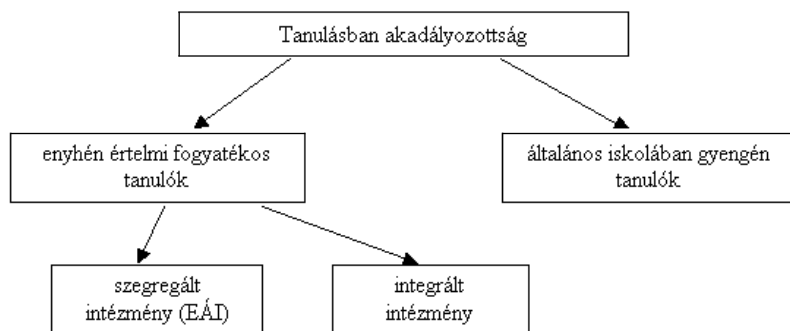 Tanulásban akadályozottság
enyhén értelmi fogyatékos
tanulók
általános iskolában gyengén
tanulók
szegregált
intézmény (EÁI)
integrált
intézmény